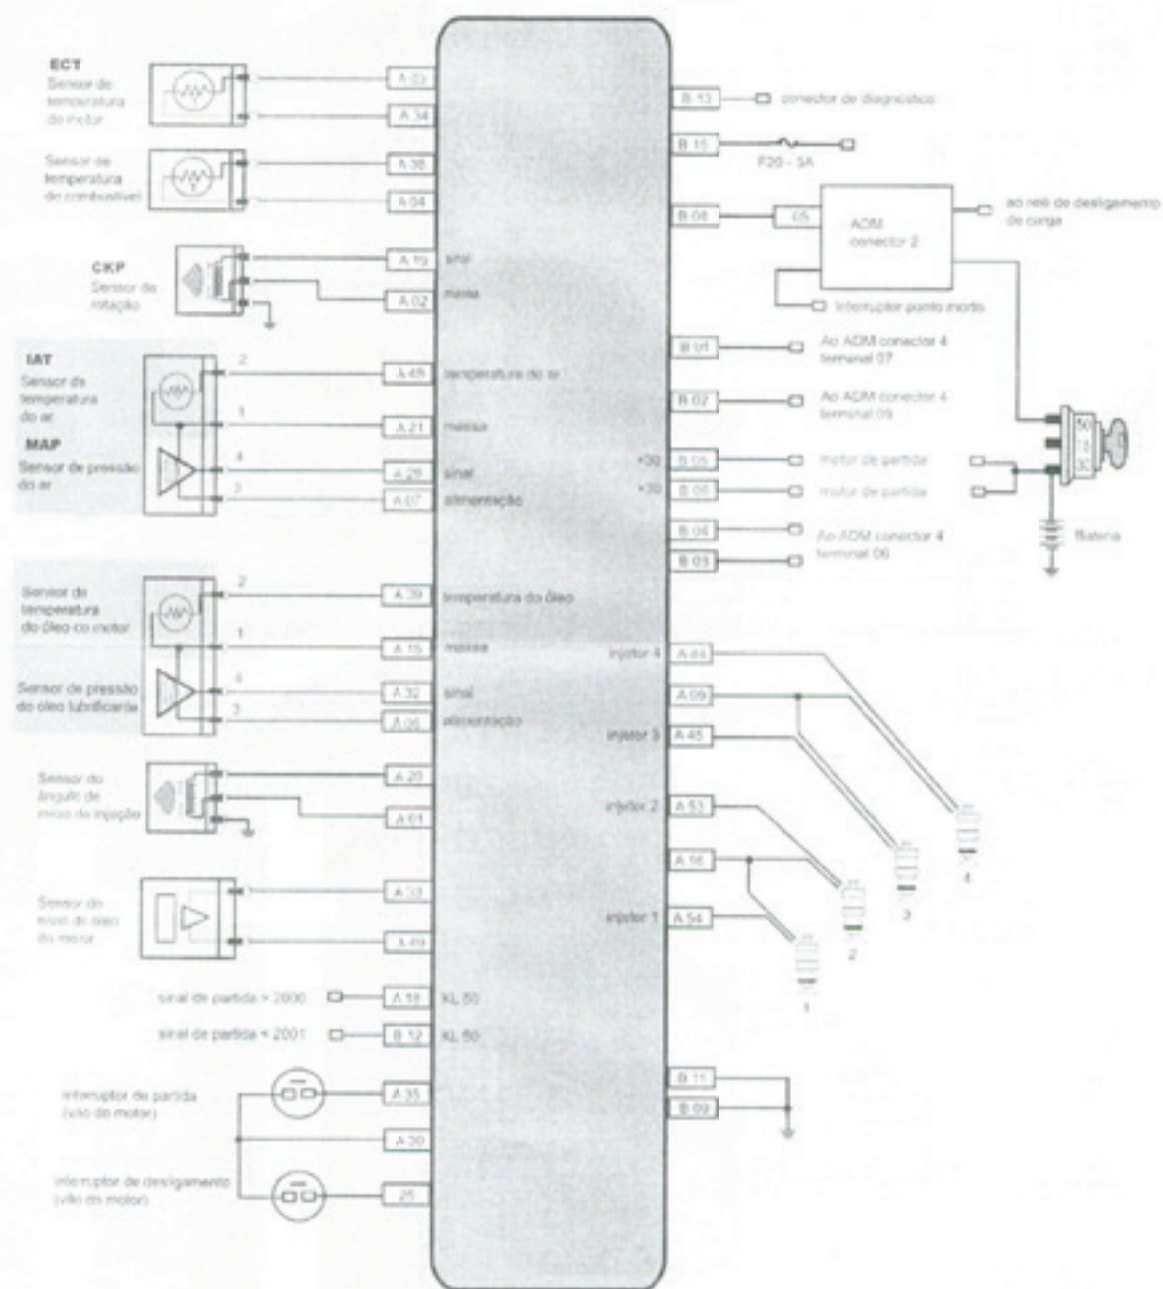 ECT
Sensor de
temperatura
do motor
A 34
Sensor de
temperatura
do combustível
A 38
A 04
CKP
Sensor de
rotação
A 19
sinal
A 02
massa
IAT
Sensor de
temperatura
do ar
MAP
Sensor de pressão
do ar
2
1
4
3
A 48
temperatura do ar
A 21
massa
A 29
sinal
A 07
alimentação
Sensor de
temperatura
do óleo do motor
Sensor de pressão
do óleo lubrificante
2
1
4
3
A 39
temperatura do óleo
A 15
massa
A 32
sinal
A 06
alimentação
Sensor do
ângulo de
início de injeção
A 20
A 01
Sensor do
nível de óleo
do motor
A 33
A 49
sinal de partida > 2000
A 18
KL 50
sinal de partida < 2001
B 12
KL 50
interruptor de partida
(vão do motor)
A 35
A 30
interruptor de desligamento
(vão do motor)
B 13
conector de diagnóstico
B 15
F20 - 5A
B 08
05
ADM
conector 2
ao relé de desligamento
de carga
Interruptor ponto morto
B 01
Ao ADM conector 4
terminal 07
B 02
Ao ADM conector 4
terminal 09
+30
B 05
motor de partida
+30
B 06
motor de partida
B 04
B 03
Ao ADM conector 4
terminal 06
50
15
30
Bateria
injetor 4
A 44
A 09
injetor 3
A 45
injetor 2
A 53
A 16
injetor 1
A 54
4
3
2
1
B 11
B 09